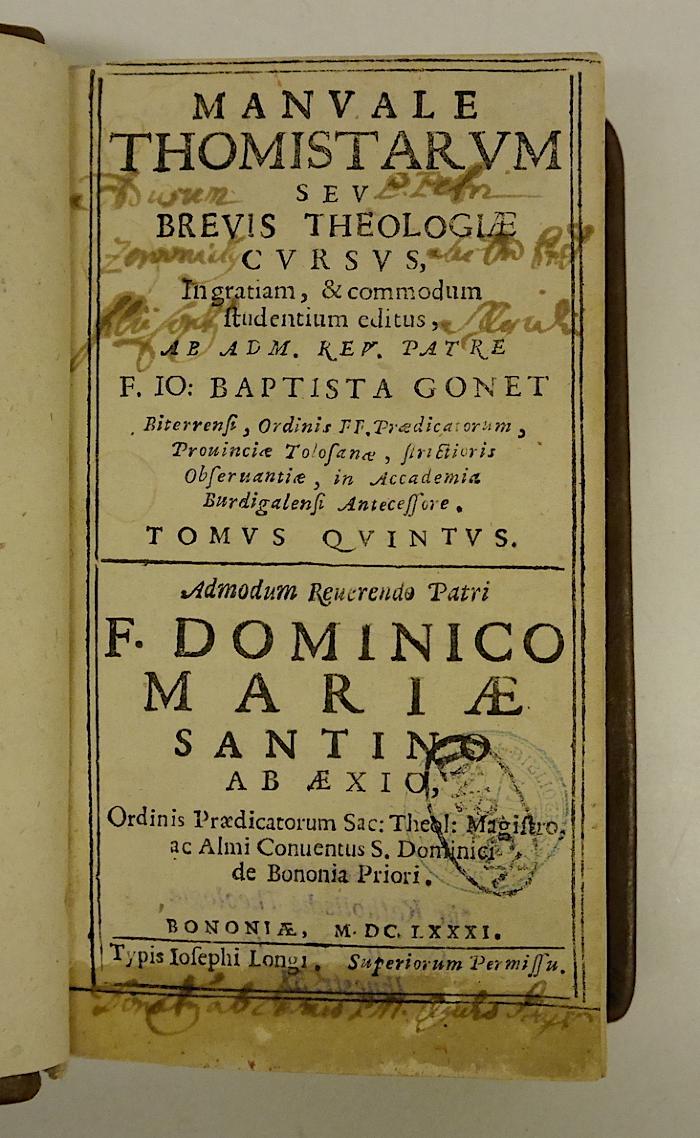 MANVALE
THOMISTARVM
SEV
BREVIS THEOLOGIÆ
CVRSVS,
In gratiam, & commodum
studentium editus,
AB ADM. REV. PATRE
F. IO: BAPTISTA GONET
Biterrensi, Ordinis FF. Prædicatorum,
Prouinciæ Tolosanæ, strictioris
Obseruantiæ, in Accademia
Burdigalensi Antecessore.
TOMVS QVINTVS.
Admodum Reuerendo Patri
F. DOMINICO
MARIÆ
SANTINO
AB ÆXIO,
Ordinis Prædicatorum Sac: Theol: Magistro,
ac Almi Conuentus S. Dominici
de Bononia Priori.
BONONIÆ, M. DC. LXXXI.
Typis Iosephi Longi. Superiorum Permissu.